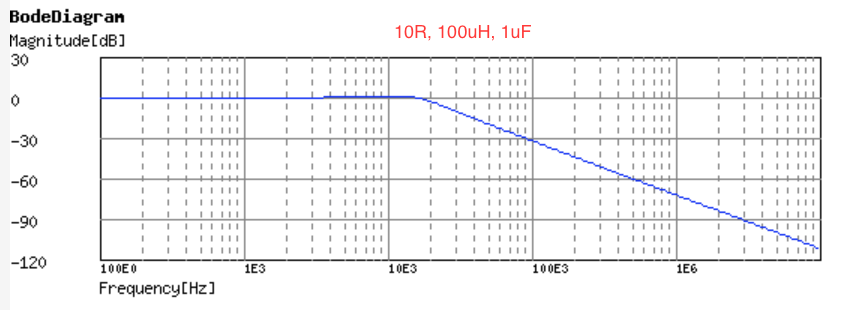 BodeDiagram
10R, 100uH, 1uF
Magnitude[dB]
30
0
-30
-60
-90
-120
100E0 1E3 10E3 100E3 1E6
Frequency[Hz]